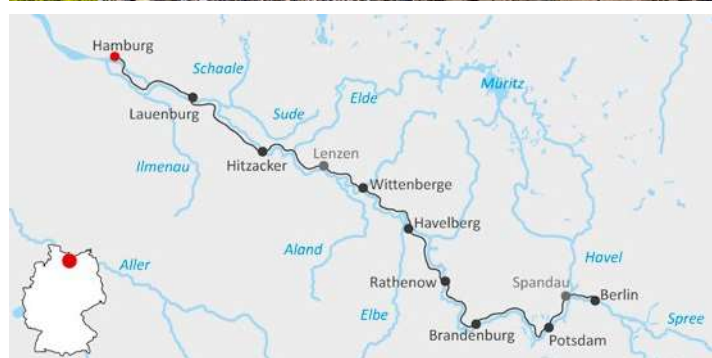 Hamburg
Schaale
Müritz
Elde
Lauenburg
Sude
Lenzen
Ilmenau
Hitzacker
Wittenberge
Havelberg
Aland
Havel
Aller
Rathenow
Spandau
Berlin
Elbe
Spree
Brandenburg
Potsdam